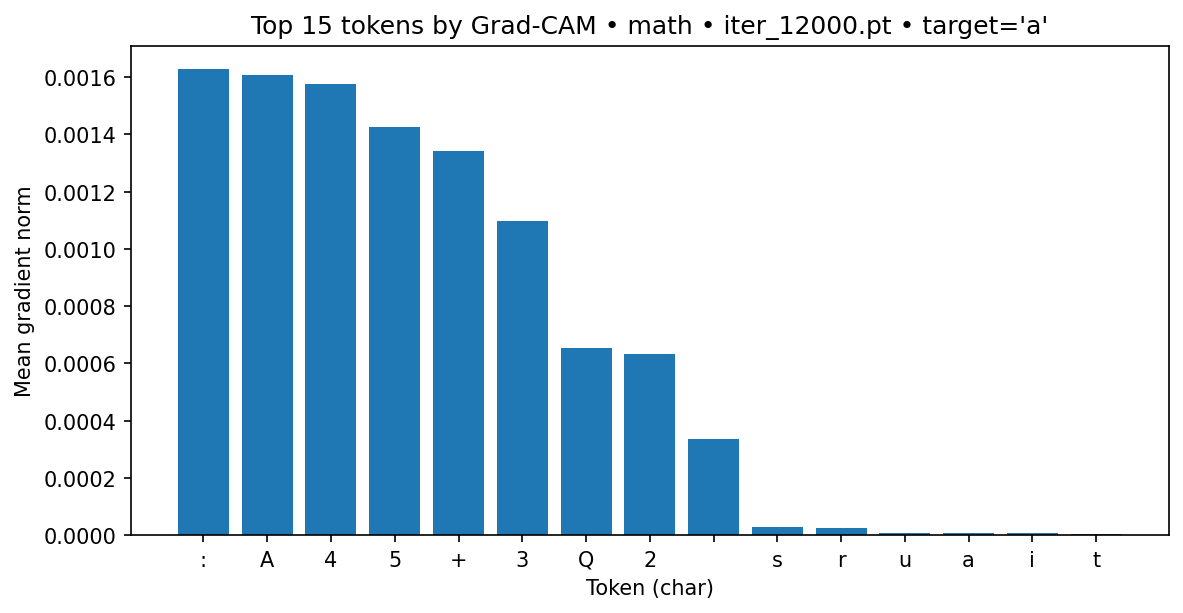 Top 15 tokens by Grad-CAM • math • iter_12000.pt • target='a'
Mean gradient norm
0.0016
0.0014
0.0012
0.0010
0.0008
0.0006
0.0004
0.0002
0.0000
: A 4 5 + 3 Q 2 s r u a i t
Token (char)